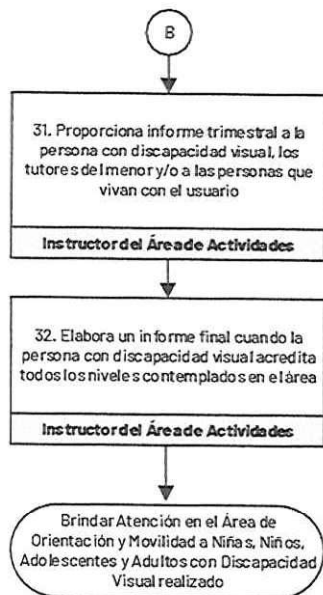 B
31. Proporciona informe trimestral a la
persona con discapacidad visual, los
tutores del menor y/o a las personas que
vivan con el usuario
Instructor del Área de Actividades
32. Elabora un informe final cuando la
persona con discapacidad visual acredita
todos los niveles contemplados en el área
Instructor del Área de Actividades
Brindar Atención en el Área de
Orientación y Movilidad a Niñas, Niños,
Adolescentes y Adultos con Discapacidad
Visual realizado